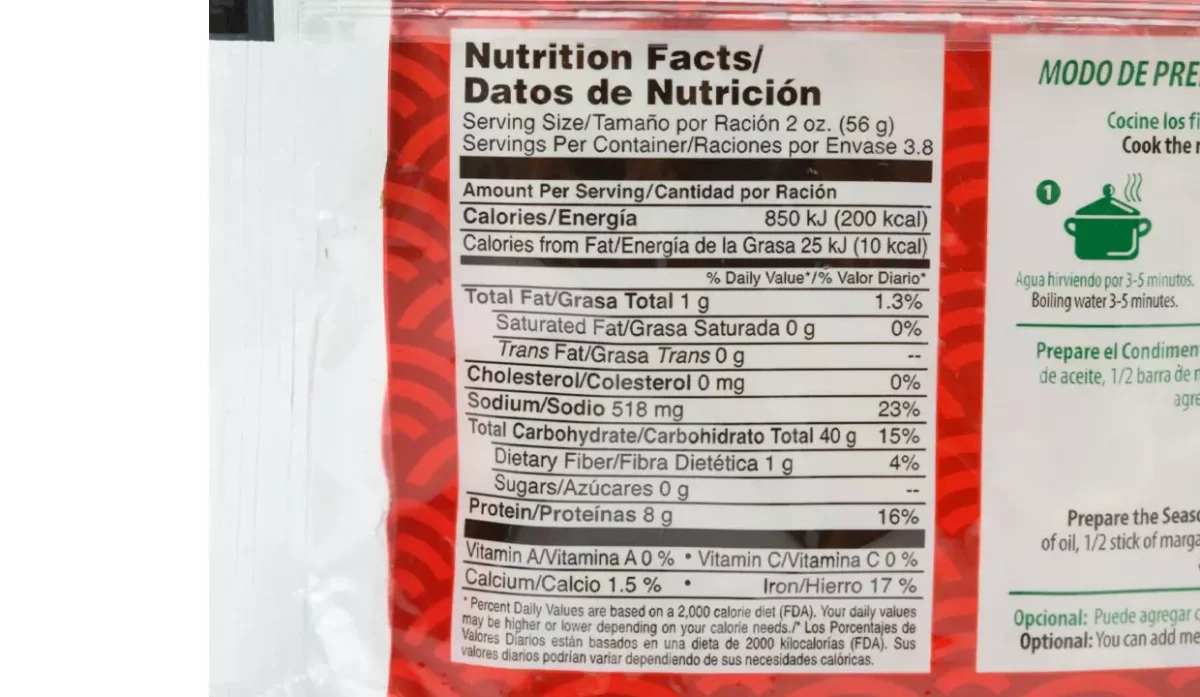 Nutrition Facts/
Datos de Nutrición
Serving Size/Tamaño por Ración 2 oz. (56 g)
Servings Per Container/Raciones por Envase 3.8
Amount Per Serving/Cantidad por Ración
Calories/Energía 850 kJ (200 kcal)
Calories from Fat/Energía de la Grasa 25 kJ (10 kcal)
% Daily Value*/% Valor Diario*
Total Fat/Grasa Total 1 g 1.3%
Saturated Fat/Grasa Saturada 0 g 0%
Trans Fat/Grasa Trans 0 g --
Cholesterol/Colesterol 0 mg 0%
Sodium/Sodio 518 mg 23%
Total Carbohydrate/Carbohidrato Total 40 g 15%
Dietary Fiber/Fibra Dietética 1 g 4%
Sugars/Azúcares 0 g --
Protein/Proteínas 8 g 16%
Vitamin A/Vitamina A 0 % • Vitamin C/Vitamina C 0 %
Calcium/Calcio 1.5 % • Iron/Hierro 17 %
*Percent Daily Values are based on a 2,000 calorie diet (FDA). Your daily values
may be higher or lower depending on your calorie needs./* Los Porcentajes de
Valores Diarios están basados en una dieta de 2000 kilocalorías (FDA). Sus
valores diarios podrian variar dependiendo de sus necesidades calóricas.
MODO DE PRE
Cocine los fi
Cook the
1
Agua hirviendo por 3-5 minutos.
Boiling water 3-5 minutes.
Prepare el Condimen
de aceite, 1/2 barra de
agre
Prepare the Seaso
of oil, 1/2 stick of marga
Opcional: Puede agregar
Optional: You can add me